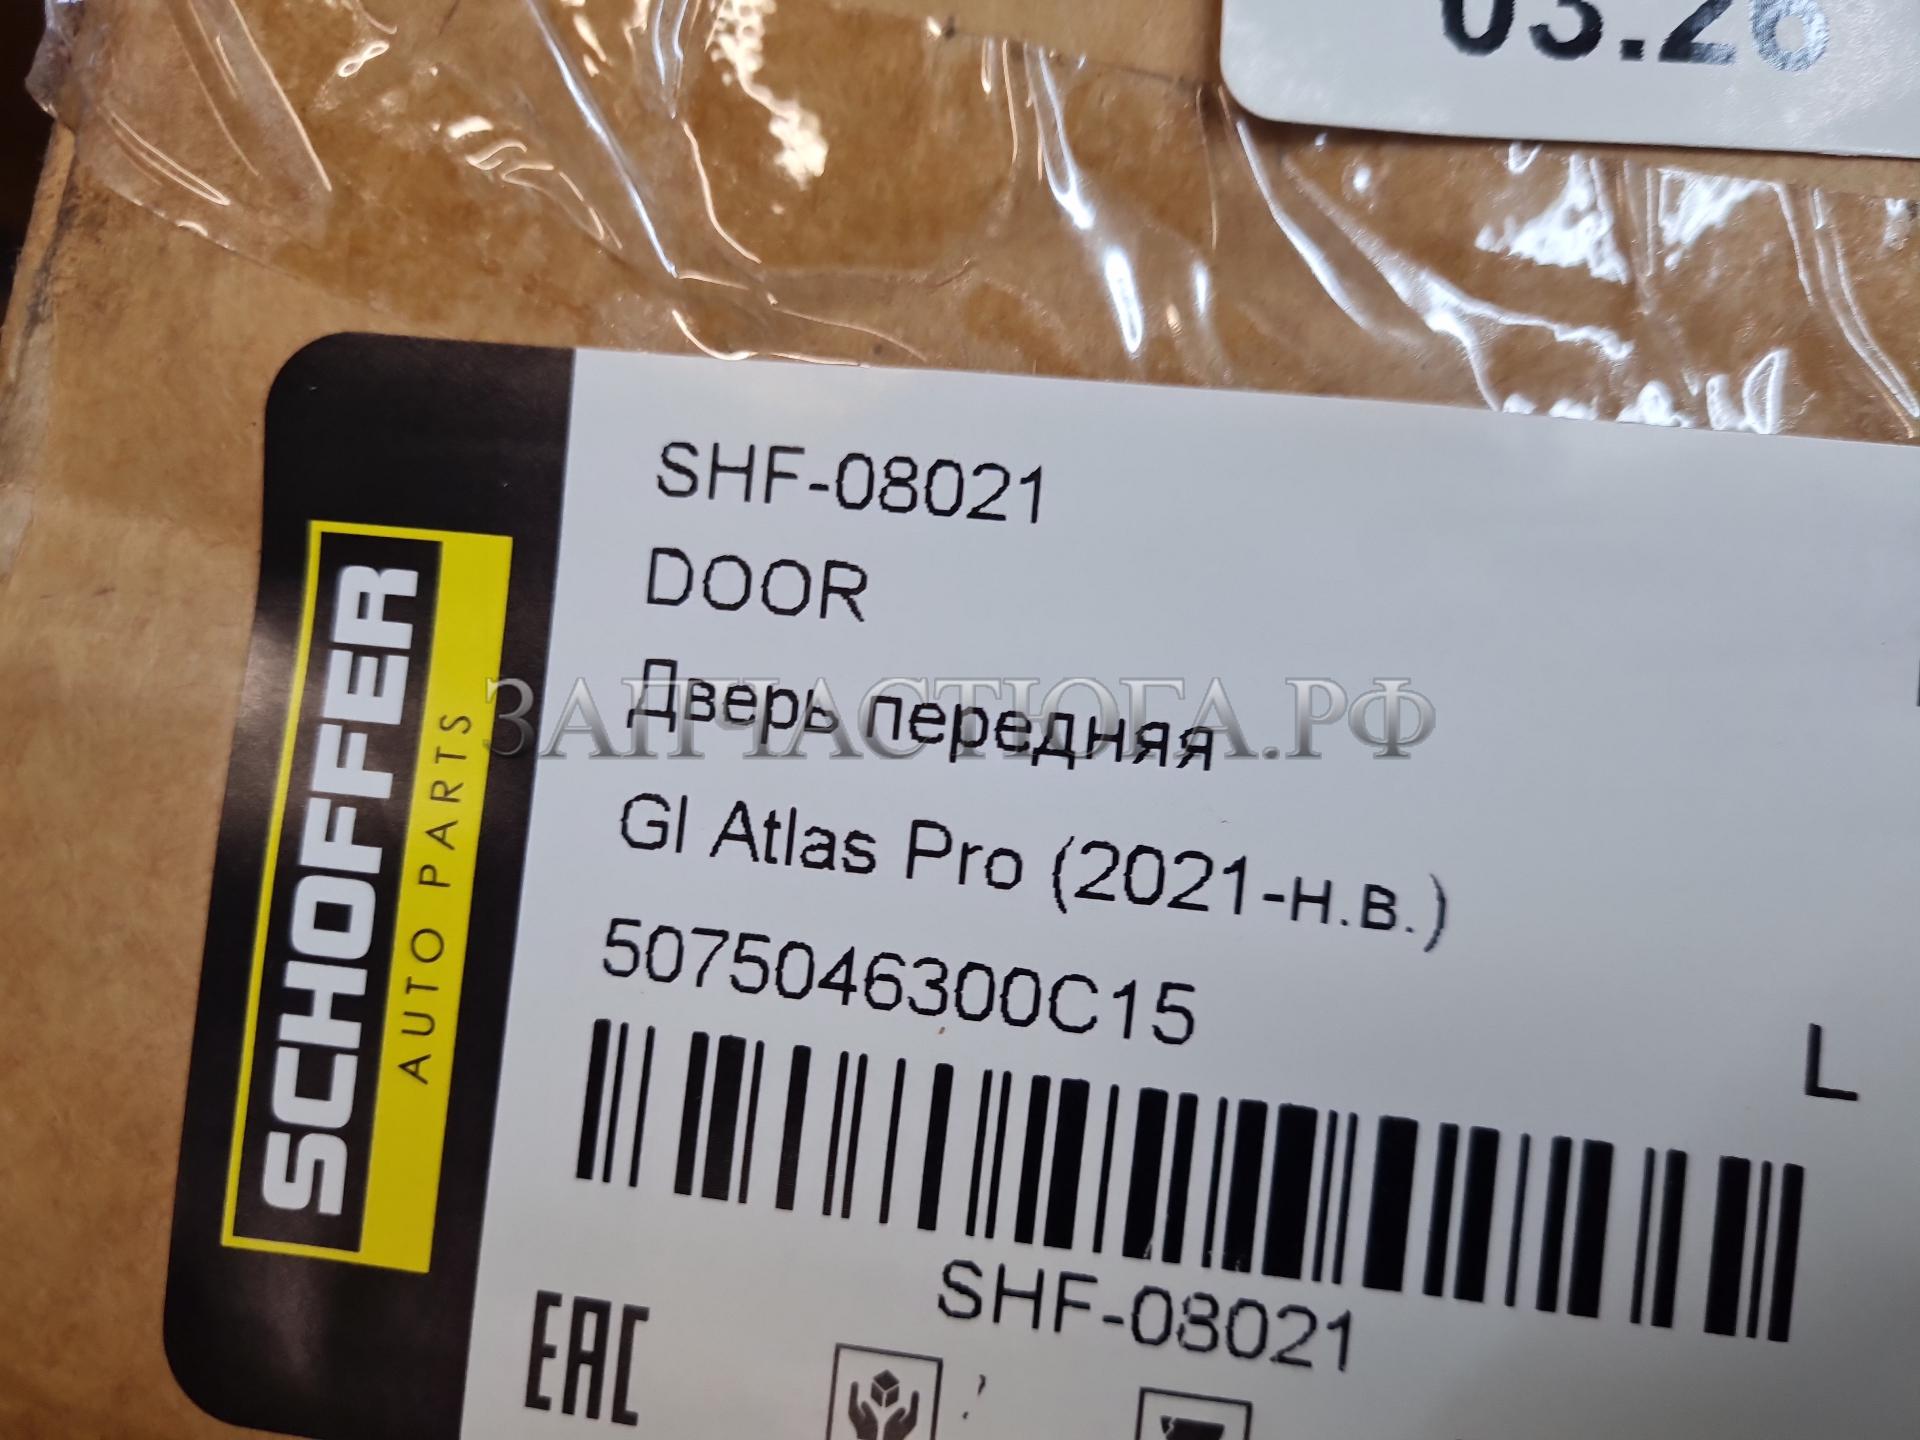 03.26
SHF-08021
DOOR
Дверь передняя
Gl Atlas Pro (2021-н.в.)
5075046300C15
L
SHF-08021
EAC
SCHOFFER
AUTO PARTS
ЗАПЧАСТЮГА.РФ